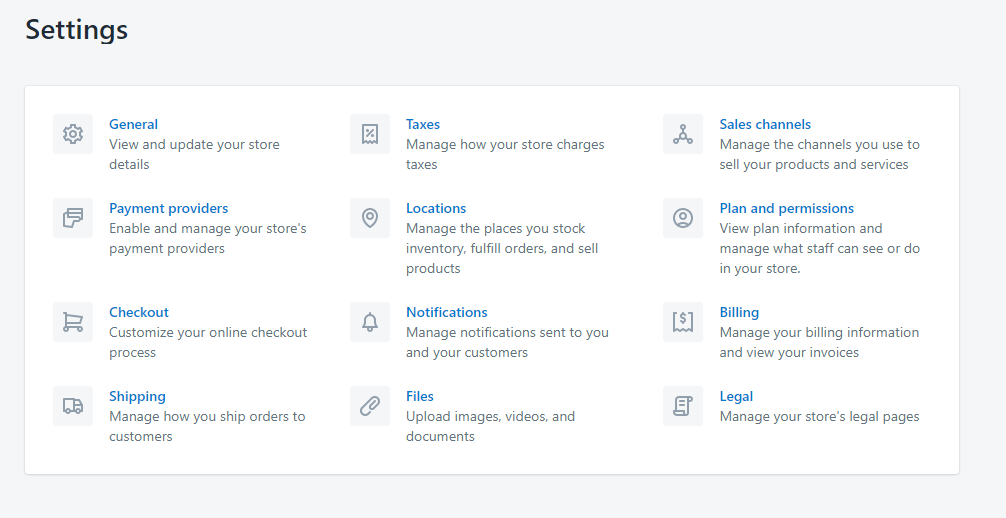 Settings
General
View and update your store
details
Taxes
Manage how your store charges
taxes
Sales channels
Manage the channels you use to
sell your products and services
Payment providers
Enable and manage your store's
payment providers
Locations
Manage the places you stock
inventory, fulfill orders, and sell
products
Plan and permissions
View plan information and
manage what staff can see or do
in your store.
Checkout
Customize your online checkout
process
Notifications
Manage notifications sent to you
and your customers
Billing
Manage your billing information
and view your invoices
Shipping
Manage how you ship orders to
customers
Files
Upload images, videos, and
documents
Legal
Manage your store's legal pages